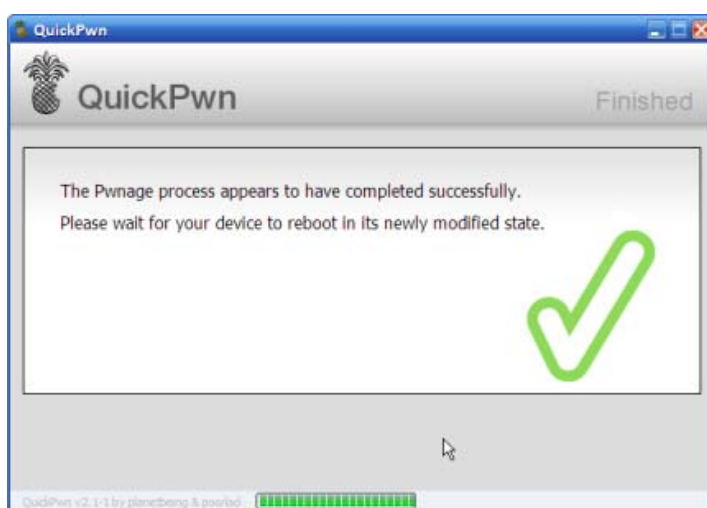 QuickPwn
QuickPwn
Finished
The Pwnage process appears to have completed successfully.
Please wait for your device to reboot in its newly modified state.
QuickPwn v2.1-1 by planetbeing & poorlad